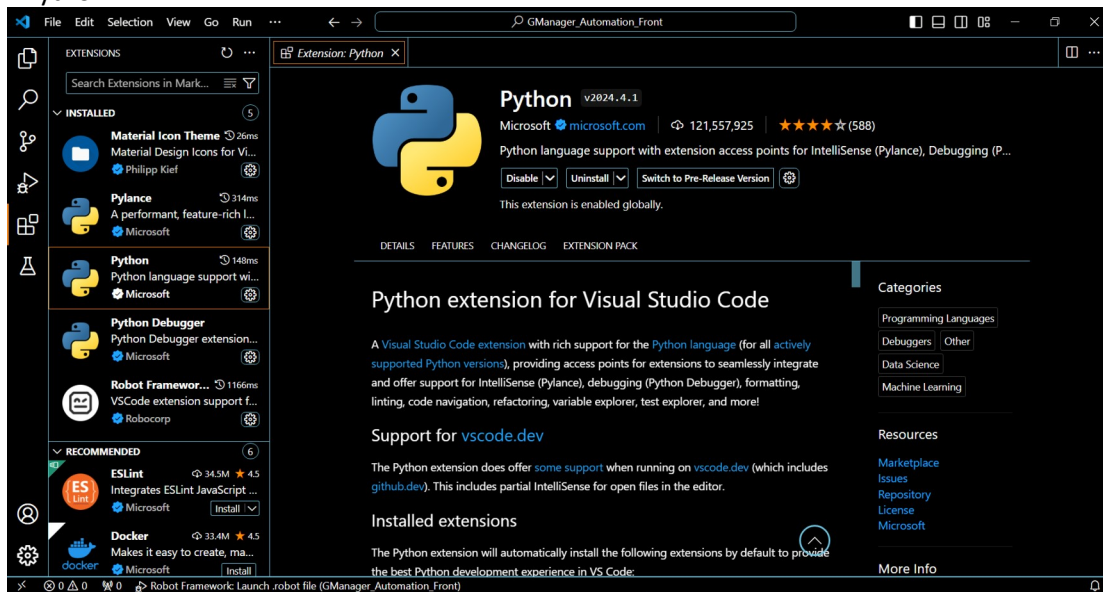 File Edit Selection View Go Run ··· GManager_Automation_Front
EXTENSIONS
Search Extensions in Mark...
INSTALLED 5
Material Icon Theme 26ms
Material Design Icons for Vi...
Philipp Kief
Pylance 314ms
A performant, feature-rich l...
Microsoft
Python 148ms
Python language support wi...
Microsoft
Python Debugger
Python Debugger extension...
Microsoft
Robot Framewor... 1166ms
VSCode extension support f...
Robocorp
RECOMMENDED 6
ESLint 34.5M ★ 4.5
Integrates ESLint JavaScript ...
Microsoft Install
Docker 33.4M ★ 4.5
Makes it easy to create, ma...
Microsoft Install
ES
Lint
docker
Extension: Python
Python v2024.4.1
Microsoft microsoft.com 121,557,925 ★★★★☆(588)
Python language support with extension access points for IntelliSense (Pylance), Debugging (P...
Disable Uninstall Switch to Pre-Release Version
This extension is enabled globally.
DETAILS FEATURES CHANGELOG EXTENSION PACK
Python extension for Visual Studio Code
A Visual Studio Code extension with rich support for the Python language (for all actively
supported Python versions), providing access points for extensions to seamlessly integrate
and offer support for IntelliSense (Pylance), debugging (Python Debugger), formatting,
linting, code navigation, refactoring, variable explorer, test explorer, and more!
Support for vscode.dev
The Python extension does offer some support when running on vscode.dev (which includes
github.dev). This includes partial IntelliSense for open files in the editor.
Installed extensions
The Python extension will automatically install the following extensions by default to provide
the best Python development experience in VS Code:
Categories
Programming Languages
Debuggers Other
Data Science
Machine Learning
Resources
Marketplace
Issues
Repository
License
Microsoft
More Info
0 0 0 Robot Framework: Launch .robot file (GManager_Automation_Front)